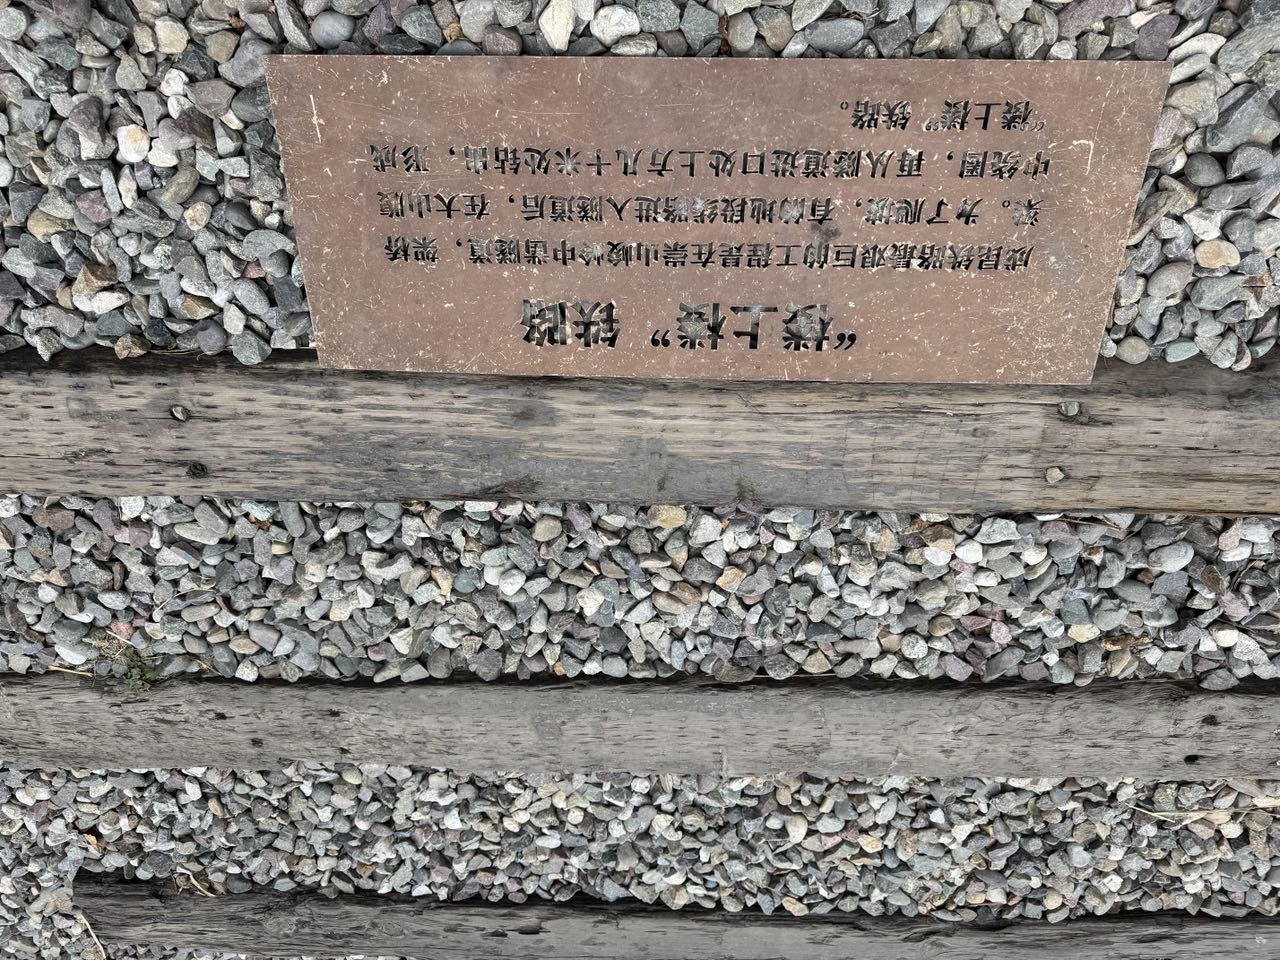 “楼上楼”铁路
成昆铁路最艰巨的工程是在崇山峻岭中凿隧道，架桥
梁。为了爬坡，有的地段线路进入隧道后，在大山腹
中绕圈，再从隧道进口处上方几十米处钻出，形成
“楼上楼”铁路。